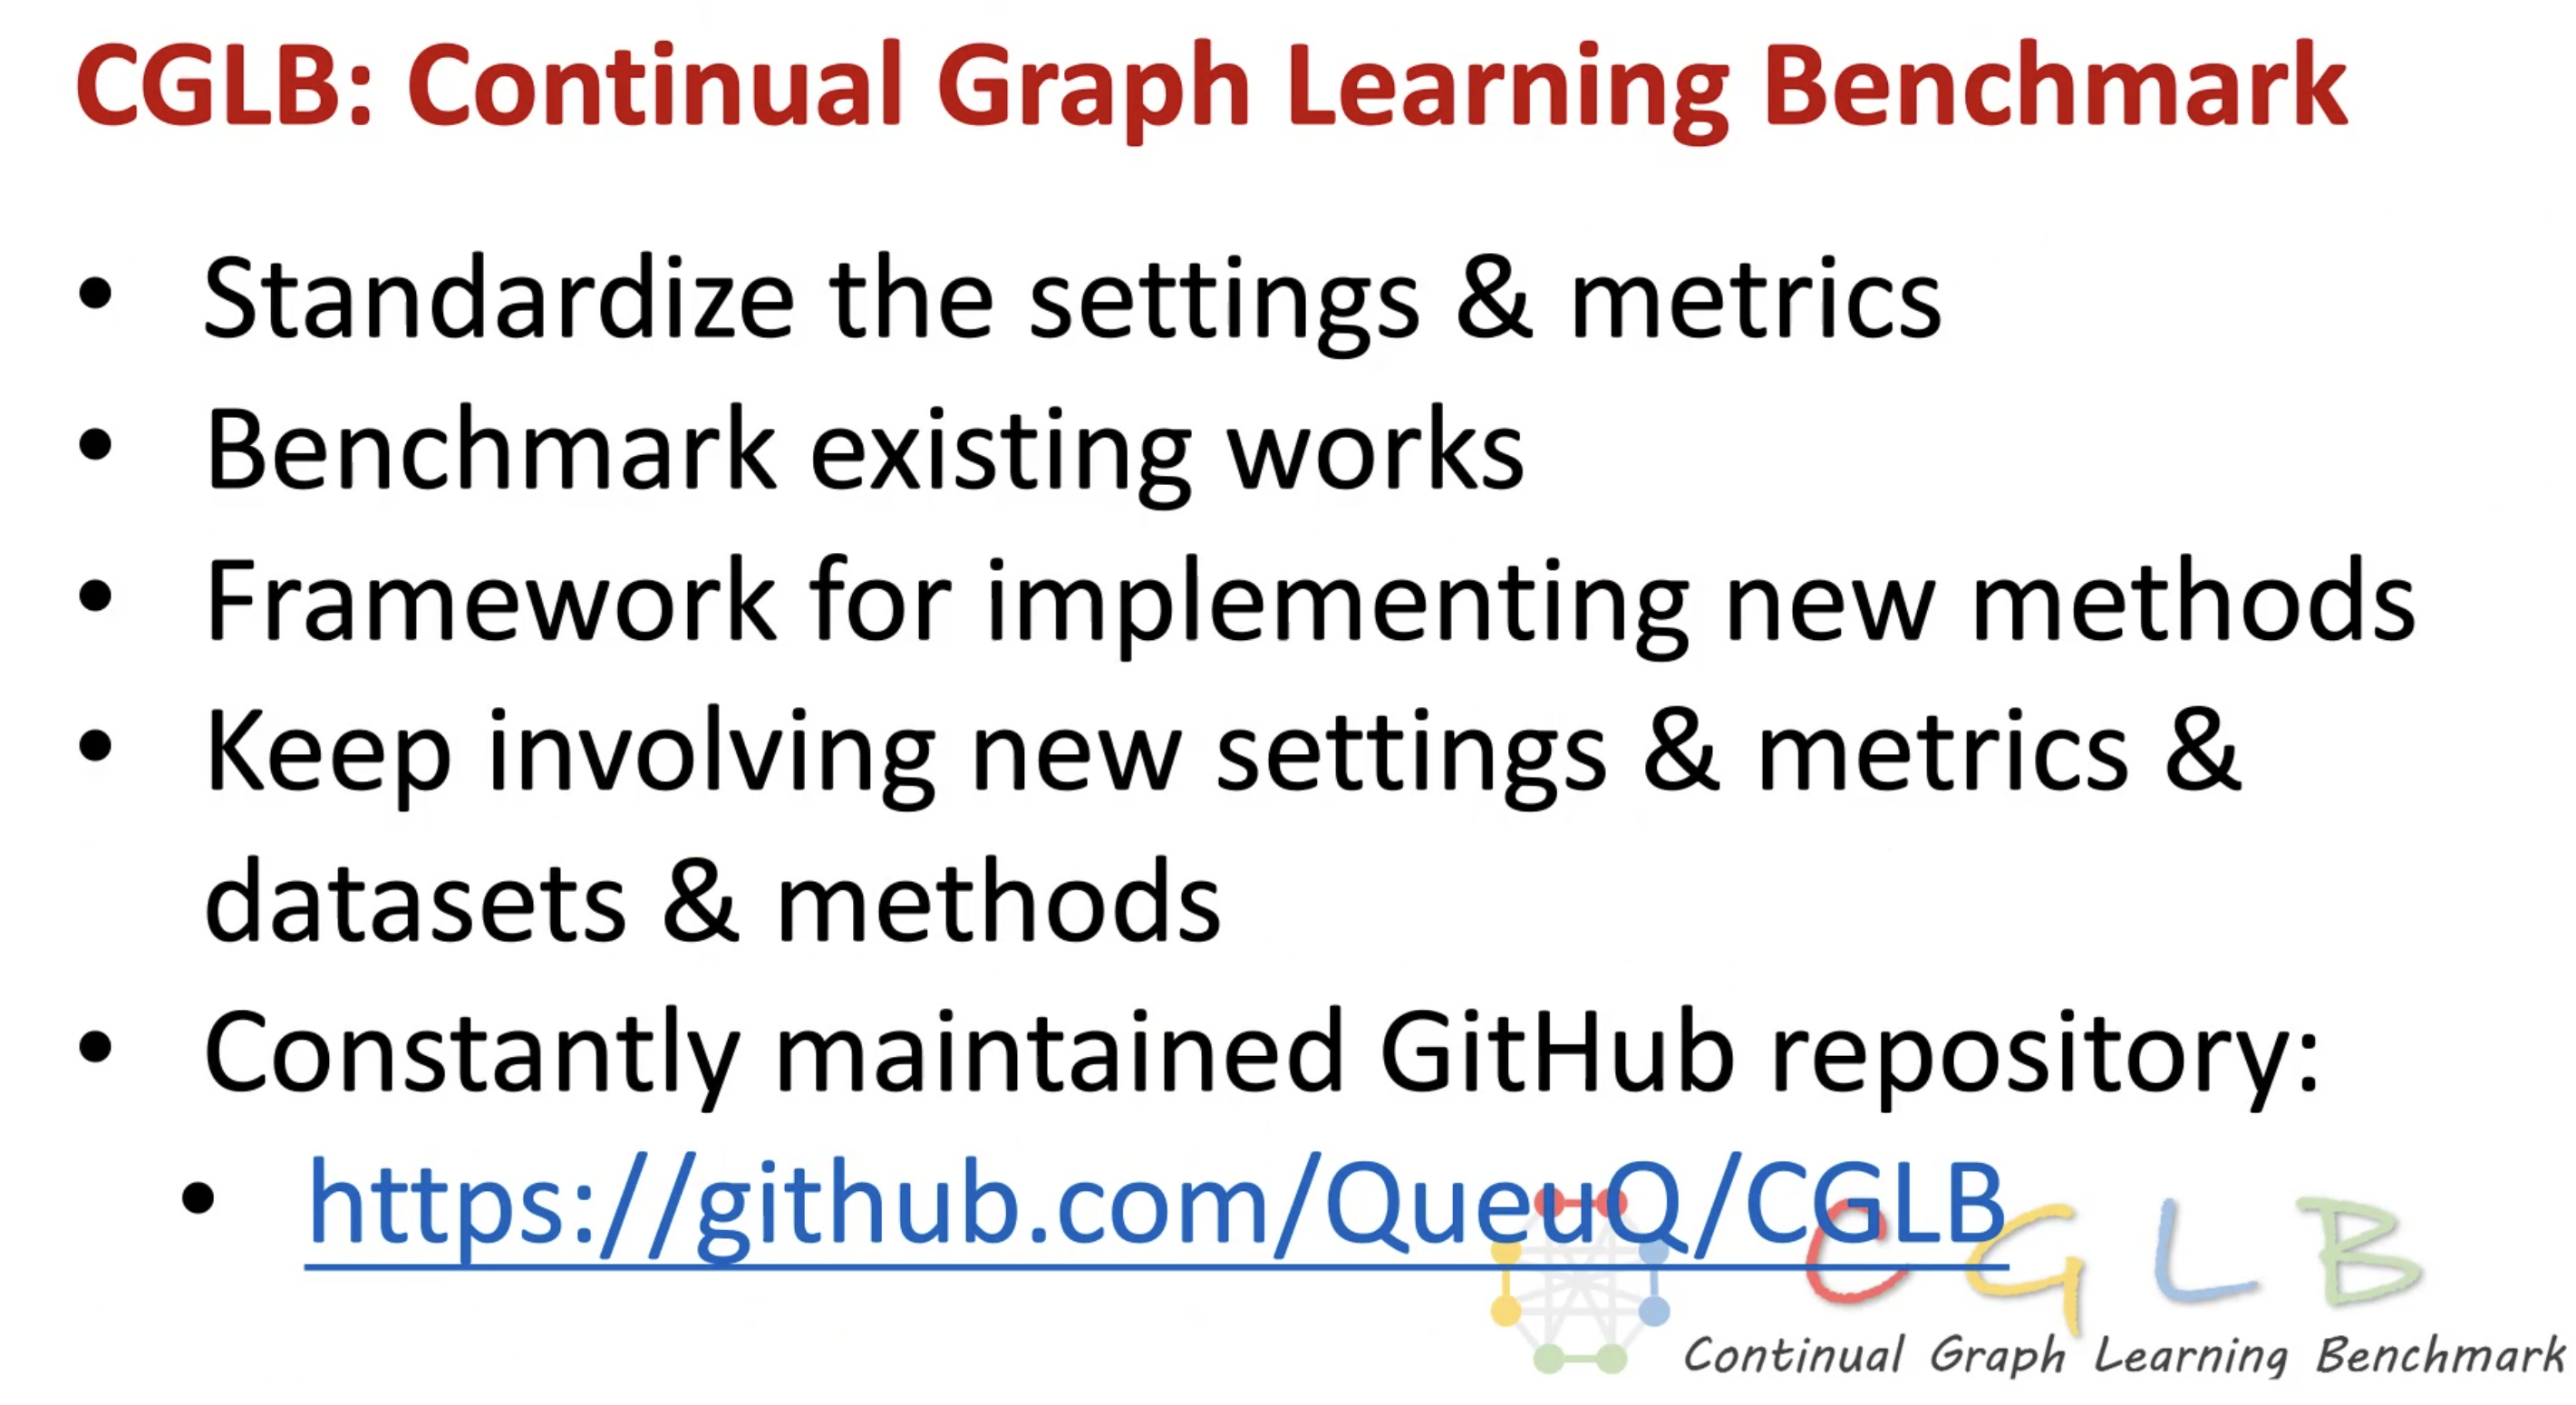 CGLB: Continual Graph Learning Benchmark
• Standardize the settings & metrics
• Benchmark existing works
• Framework for implementing new methods
• Keep involving new settings & metrics &
datasets & methods
• Constantly maintained GitHub repository:
• https://github.com/QueuQ/CGLB
CGLB
Continual Graph Learning Benchmark